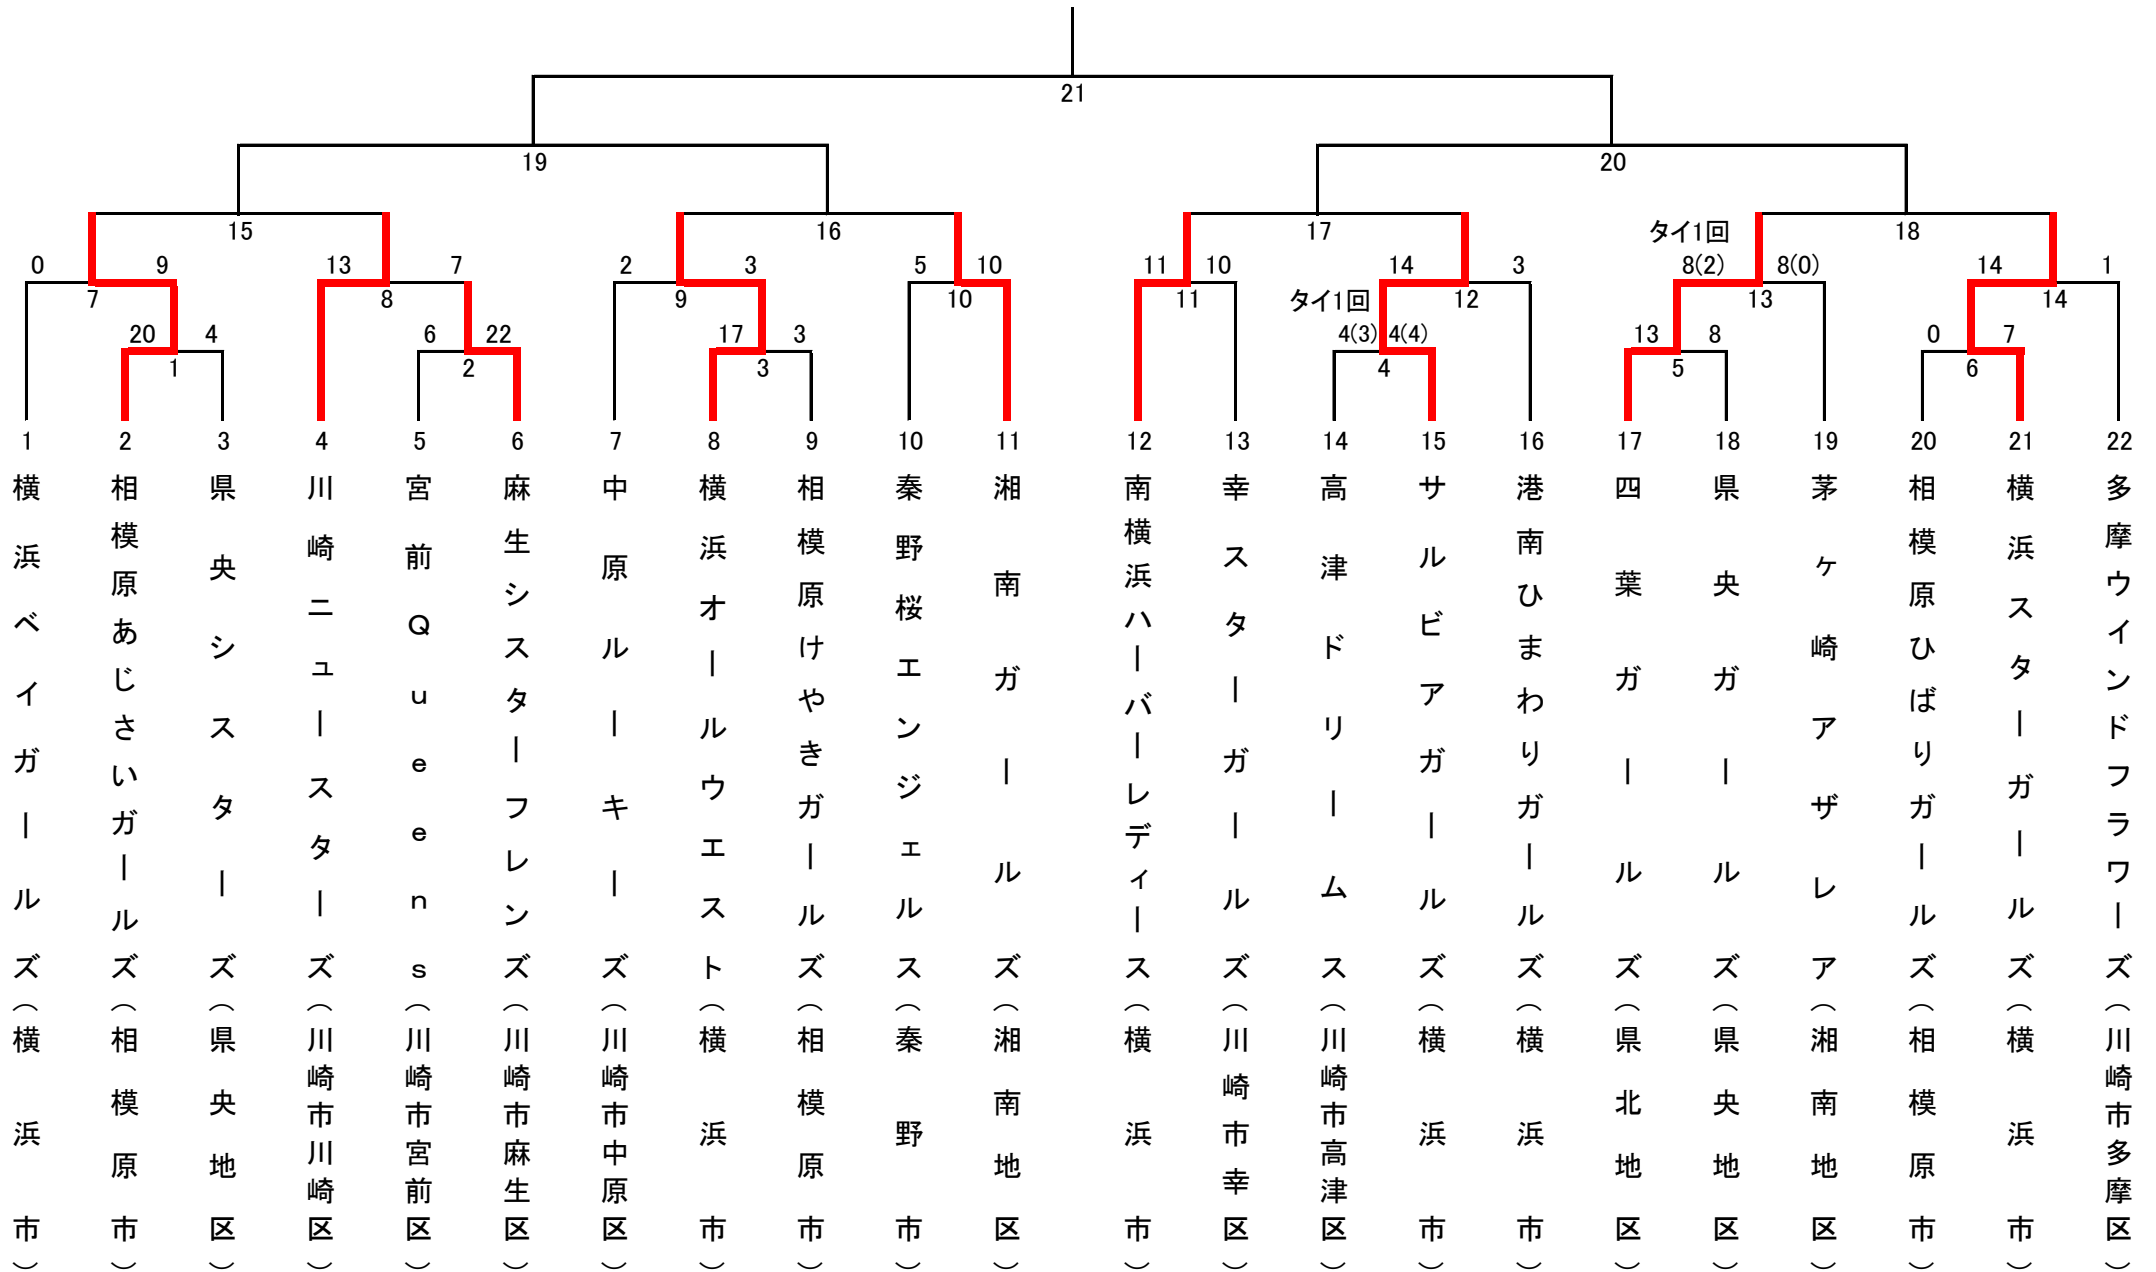 21
19
20
15
16
17
タイ1回
18
0
9
13
7
2
3
5
10
11
10
14
3
8(2)
8(0)
14
1
7
8
9
10
11
タイ1回
12
13
14
20
4
6
22
17
3
4(3)
4(4)
13
8
0
7
1
2
3
4
5
6
1
2
3
4
5
6
7
8
9
10
11
12
13
14
15
16
17
18
19
20
21
22
横浜ベイガールズ(横浜市)
相模原あじさいガールズ(相模原市)
県央シスターズ(県央地区)
川崎ニュースターズ(川崎市川崎区)
宮前Queens(川崎市宮前区)
麻生シスターフレンズ(川崎市麻生区)
中原ルーキーズ(川崎市中原区)
横浜オールウエスト(横浜市)
相模原けやきガールズ(相模原市)
秦野桜エンジェルス(秦野市)
湘南ガールズ(湘南地区)
南横浜ハーバーレディース(横浜市)
幸スターガールズ(川崎市幸区)
高津ドリームス(川崎市高津区)
サルビアガールズ(横浜市)
港南ひまわりガールズ(横浜市)
四葉ガールズ(県北地区)
県央ガールズ(県央地区)
茅ヶ崎アザレア(湘南地区)
相模原ひばりガールズ(相模原市)
横浜スターガールズ(横浜市)
多摩ウインドフラワーズ(川崎市多摩区)